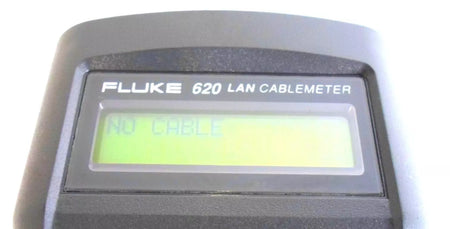 FLUKE 620 LAN CABLEMETER
NO CABLE